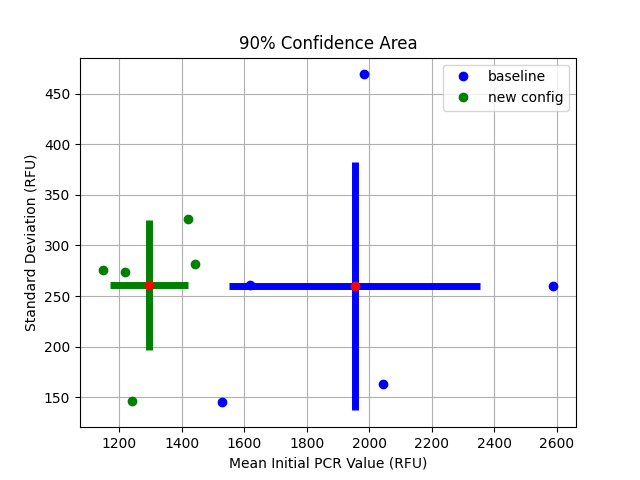 90% Confidence Area
baseline
new config
450
400
350
300
250
200
150
Standard Deviation (RFU)
1200 1400 1600 1800 2000 2200 2400 2600
Mean Initial PCR Value (RFU)